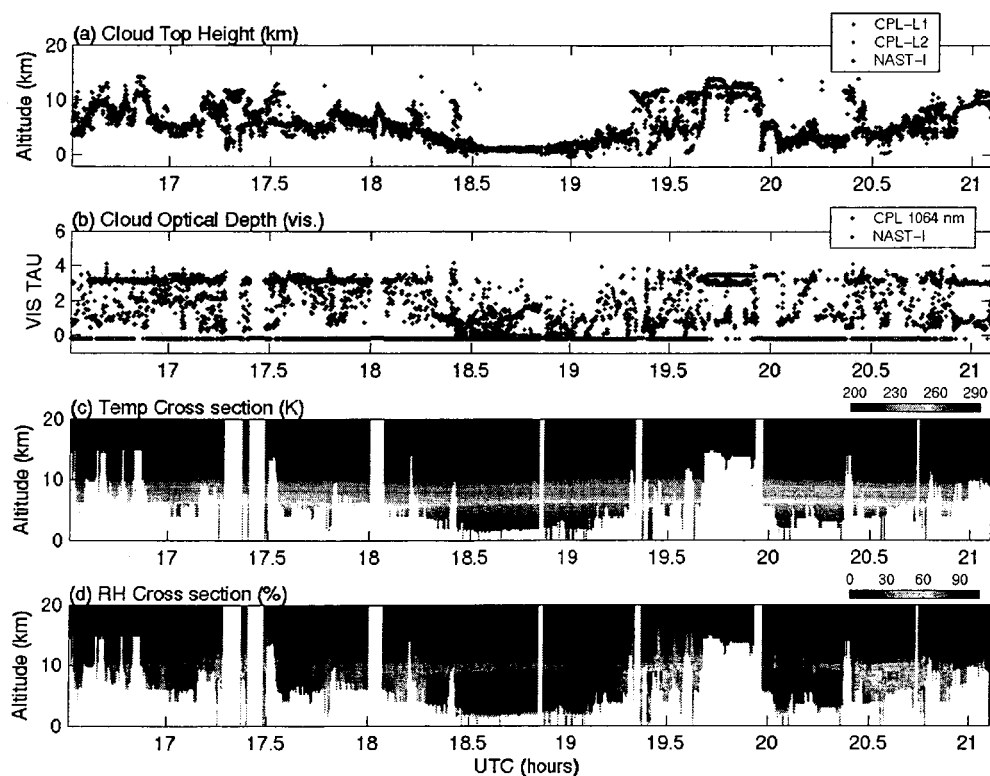 (a) Cloud Top Height (km)
CPL-L1
CPL-L2
NAST-I
Altitude (km)
20
10
0
17 17.5 18 18.5 19 19.5 20 20.5 21
(b) Cloud Optical Depth (vis.)
CPL 1064 nm
NAST-I
VIS TAU
6
4
2
0
17 17.5 18 18.5 19 19.5 20 20.5 21
200 230 260 290
(c) Temp Cross section (K)
Altitude (km)
20
10
0
17 17.5 18 18.5 19 19.5 20 20.5 21
0 30 60 90
(d) RH Cross section (%)
Altitude (km)
20
10
0
17 17.5 18 18.5 19 19.5 20 20.5 21
UTC (hours)